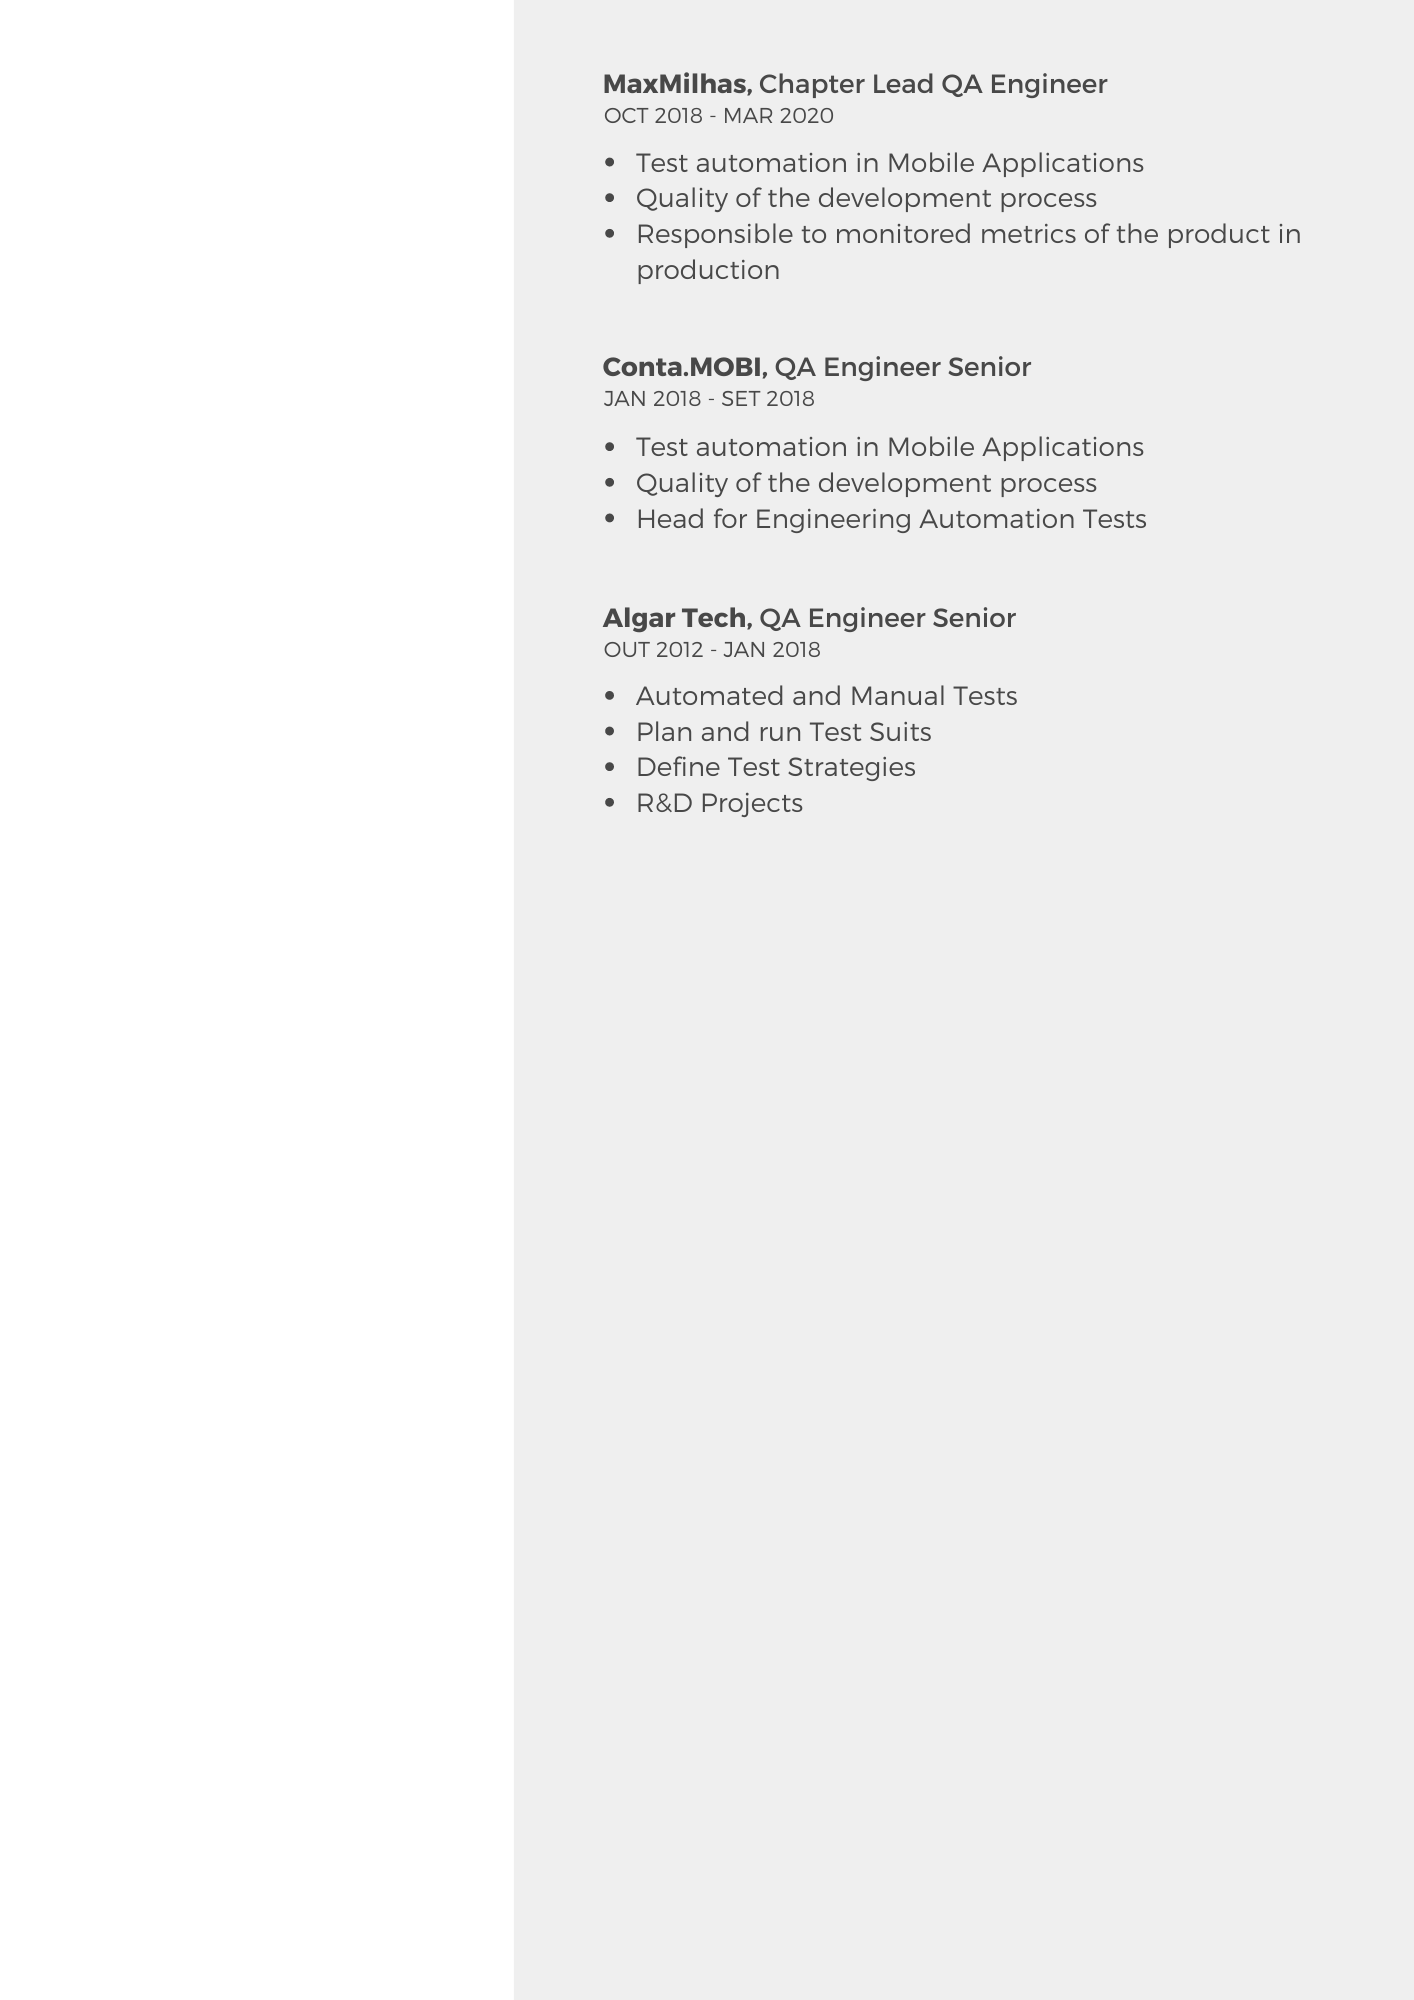 MaxMilhas, Chapter Lead QA Engineer
OCT 2018 - MAR 2020
• Test automation in Mobile Applications
• Quality of the development process
• Responsible to monitored metrics of the product in
production
Conta.MOBI, QA Engineer Senior
JAN 2018 - SET 2018
• Test automation in Mobile Applications
• Quality of the development process
• Head for Engineering Automation Tests
Algar Tech, QA Engineer Senior
OUT 2012 - JAN 2018
• Automated and Manual Tests
• Plan and run Test Suits
• Define Test Strategies
• R&D Projects